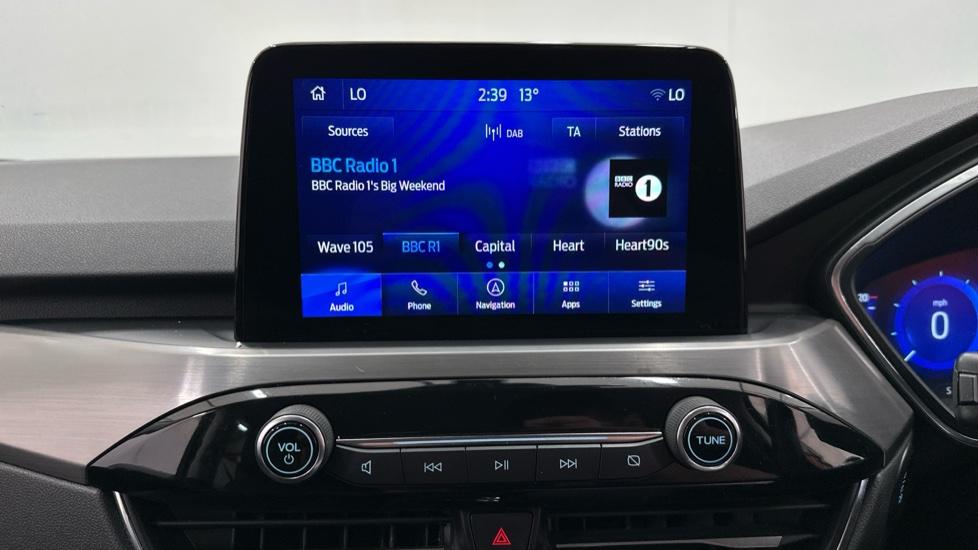 LO 2:39 13° LO
Sources DAB TA Stations
BBC Radio 1
BBC Radio 1's Big Weekend
BBC
RADIO 1
Wave 105 BBC R1 Capital Heart Heart90s
Audio Phone Navigation Apps Settings
mph
0
20
VOL
TUNE